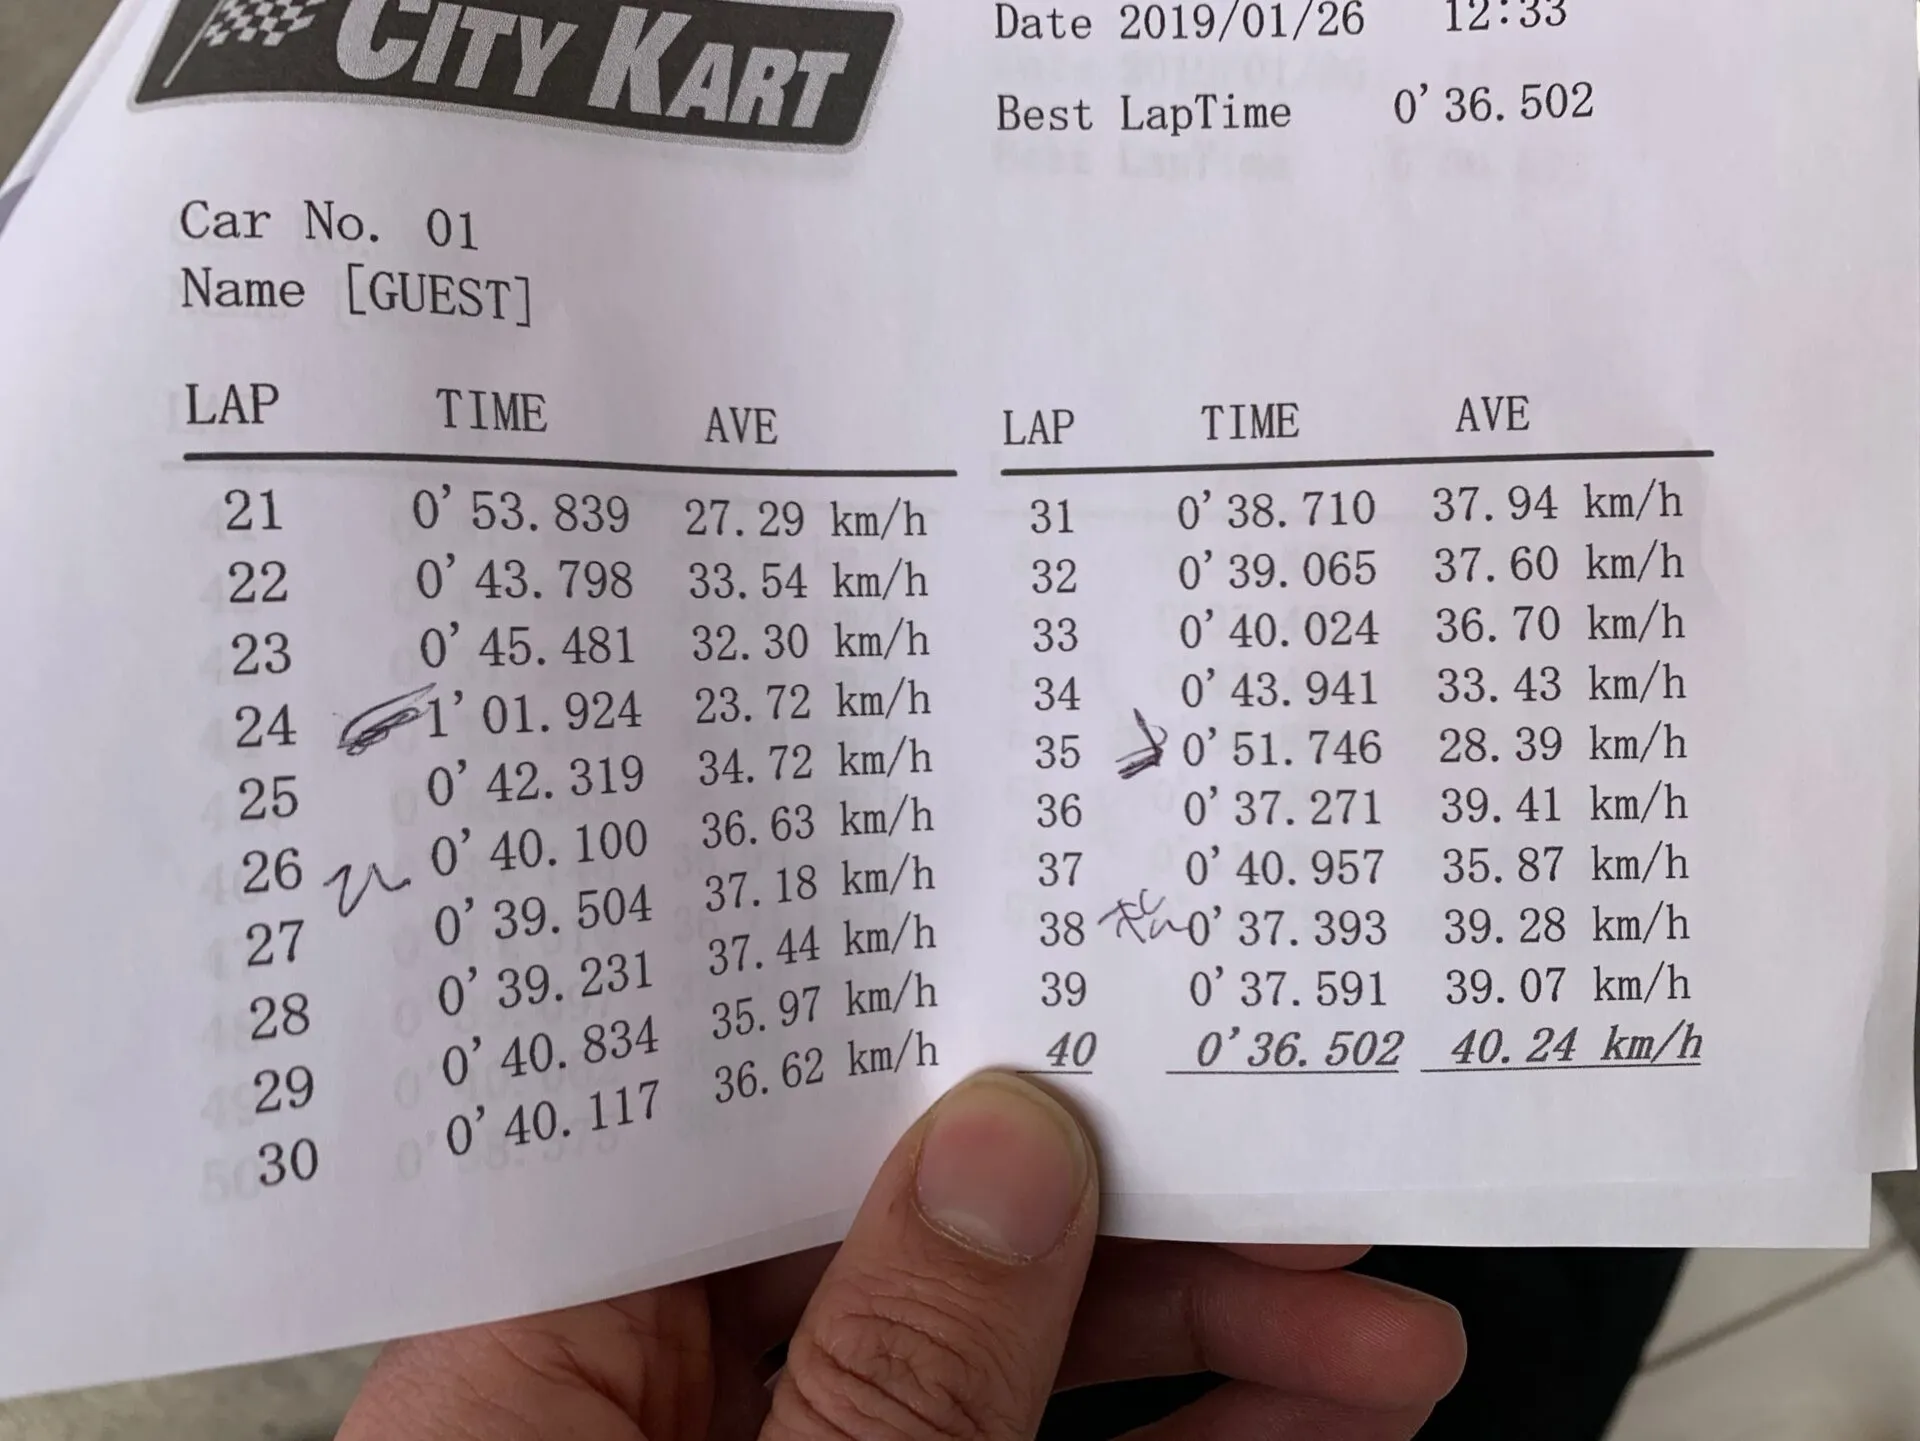 CITY KART
Date 2019/01/26 12:33
Best LapTime 0'36.502
Car No. 01
Name [GUEST]
LAP TIME AVE
21 0'53.839 27.29 km/h
22 0'43.798 33.54 km/h
23 0'45.481 32.30 km/h
24 1'01.924 23.72 km/h
25 0'42.319 34.72 km/h
26 0'40.100 36.63 km/h
27 0'39.504 37.18 km/h
28 0'39.231 37.44 km/h
29 0'40.834 35.97 km/h
30 0'40.117 36.62 km/h
LAP TIME AVE
31 0'38.710 37.94 km/h
32 0'39.065 37.60 km/h
33 0'40.024 36.70 km/h
34 0'43.941 33.43 km/h
35 0'51.746 28.39 km/h
36 0'37.271 39.41 km/h
37 0'40.957 35.87 km/h
38 0'37.393 39.28 km/h
39 0'37.591 39.07 km/h
40 0'36.502 40.24 km/h